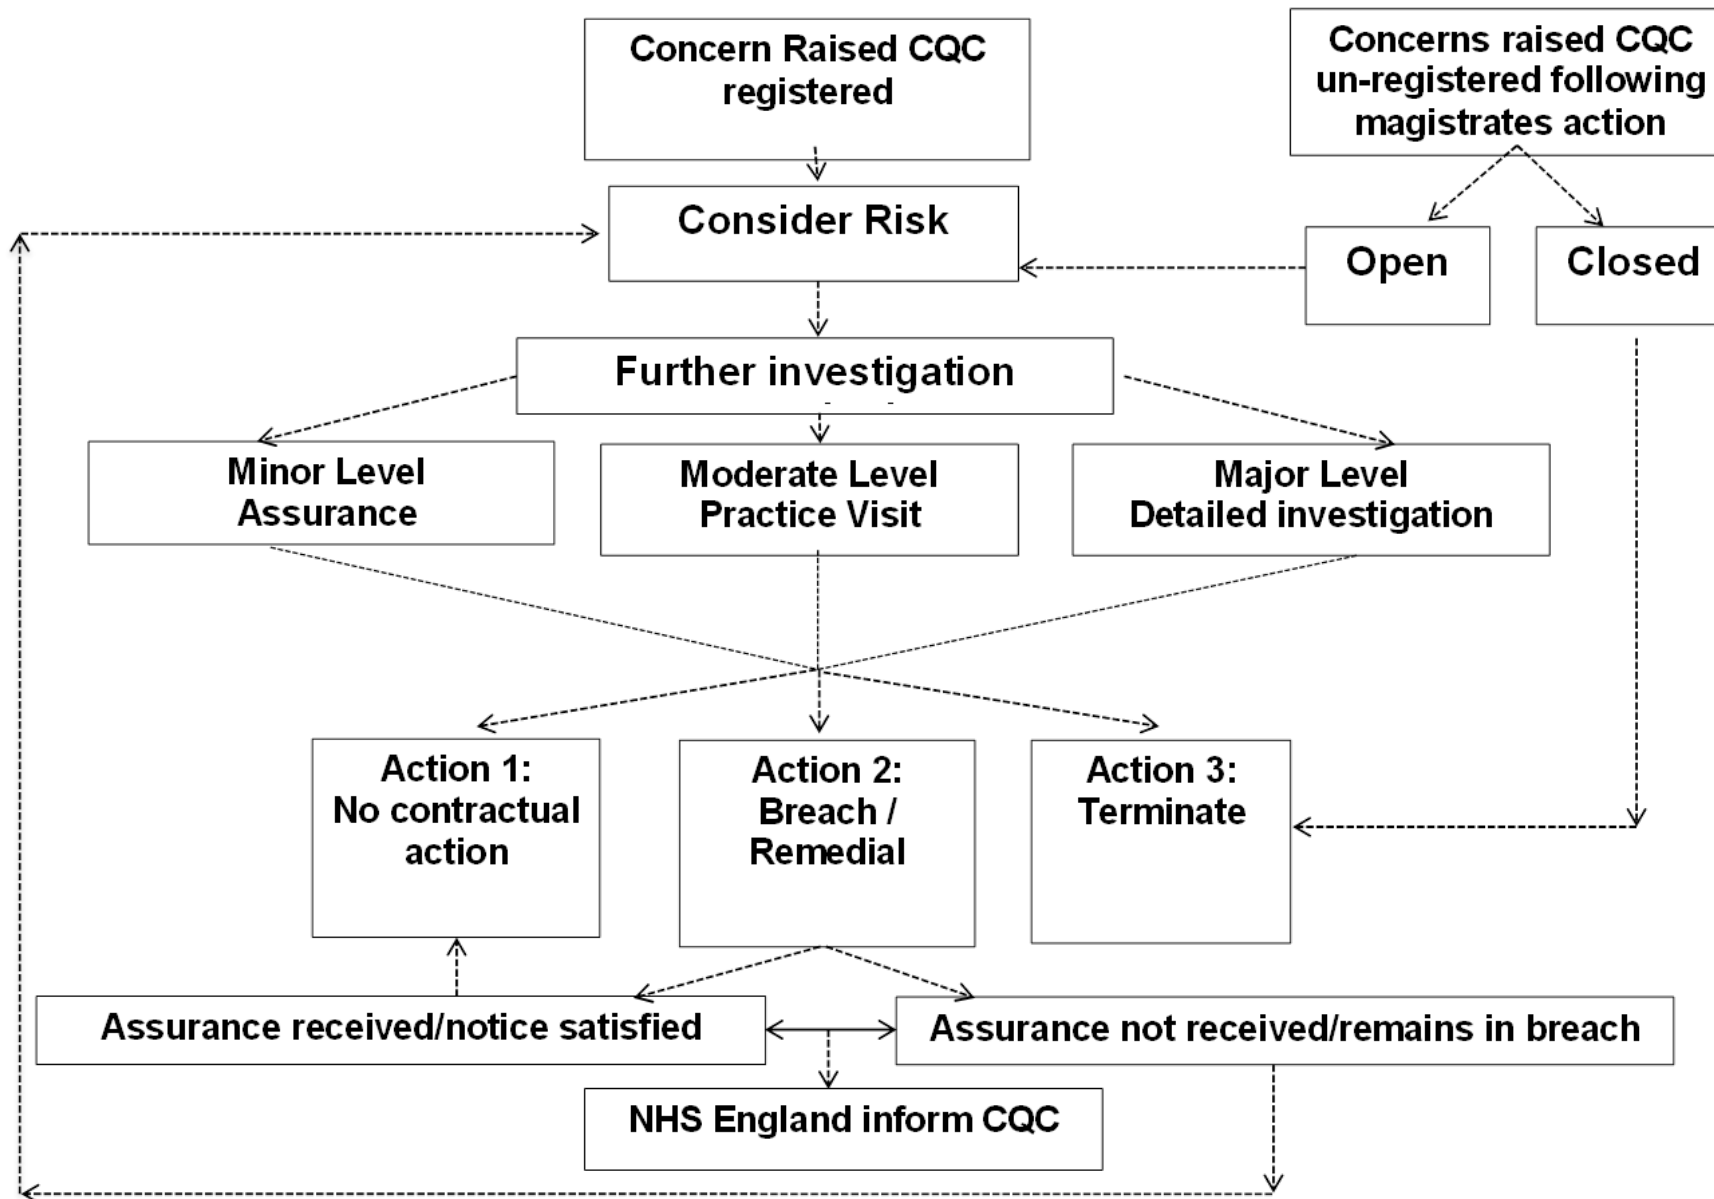 Concern Raised CQC
registered
Concerns raised CQC
un-registered following
magistrates action
Consider Risk
Open
Closed
Further investigation
Minor Level
Assurance
Moderate Level
Practice Visit
Major Level
Detailed investigation
Action 1:
No contractual
action
Action 2:
Breach /
Remedial
Action 3:
Terminate
Assurance received/notice satisfied
Assurance not received/remains in breach
NHS England inform CQC